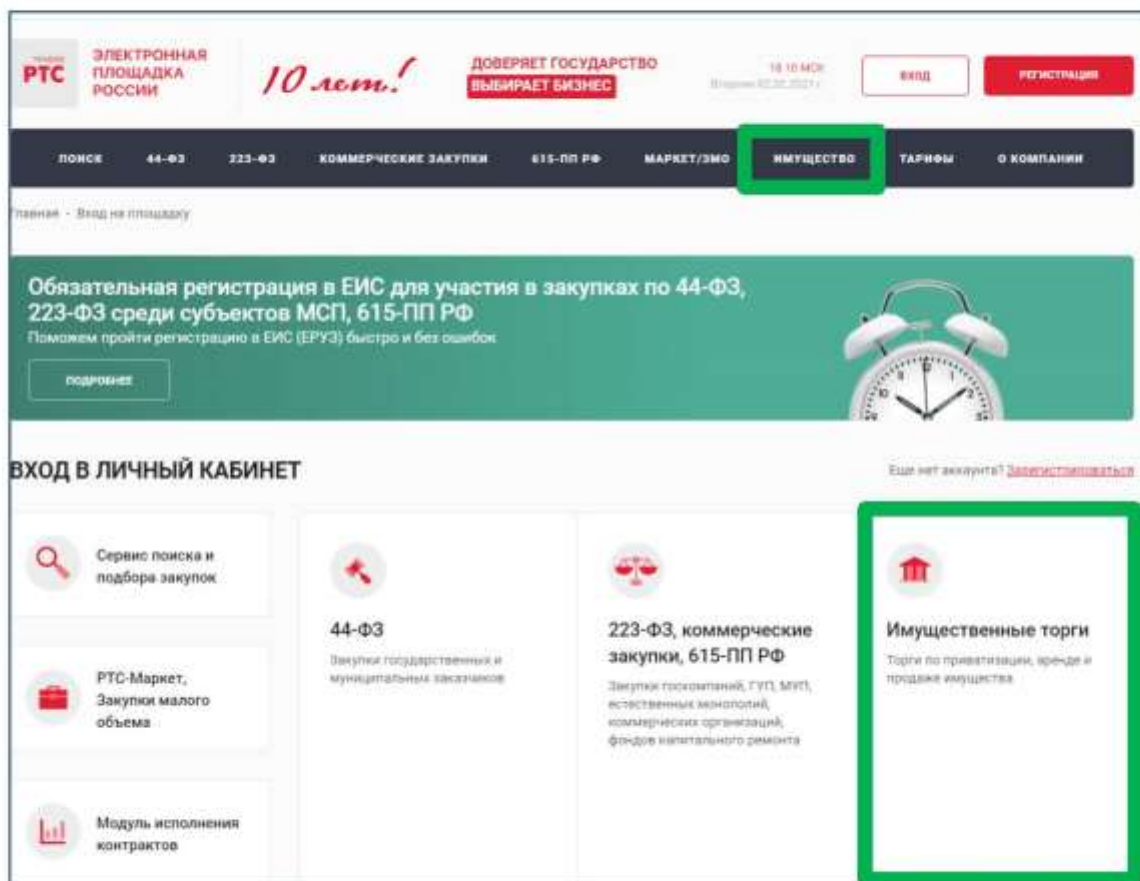 РТС
ЭЛЕКТРОННАЯ
ПЛОЩАДКА
РОССИИ
10 лет!
ДОВЕРЯЕТ ГОСУДАРСТВО
ВЫБИРАЕТ БИЗНЕС
ВХОД
РЕГИСТРАЦИЯ
ПОИСК 44-ФЗ 223-ФЗ КОММЕРЧЕСКИЕ ЗАКУПКИ 615-ПП РФ МАРКЕТ/ЗМО ИМУЩЕСТВО ТАРИФЫ О КОМПАНИИ
Главная - Вход на площадку
Обязательная регистрация в ЕИС для участия в закупках по 44-ФЗ,
223-ФЗ среди субъектов МСП, 615-ПП РФ
Поможем пройти регистрацию в ЕИС (ЕРУЗ) быстро и без ошибок
ПОДРОБНЕЕ
ВХОД В ЛИЧНЫЙ КАБИНЕТ
Еще нет аккаунта? Зарегистрироваться
Сервис поиска и
подбора закупок
РТС-Маркет,
Закупки малого
объема
Модуль исполнения
контрактов
44-ФЗ
Закупки государственных и
муниципальных заказчиков
223-ФЗ, коммерческие
закупки, 615-ПП РФ
Закупки госкомпаний, ГУП, МУП,
естественных монополий,
коммерческих организаций,
фондов капитального ремонта
Имущественные торги
Торги по приватизации, аренде и
продаже имущества